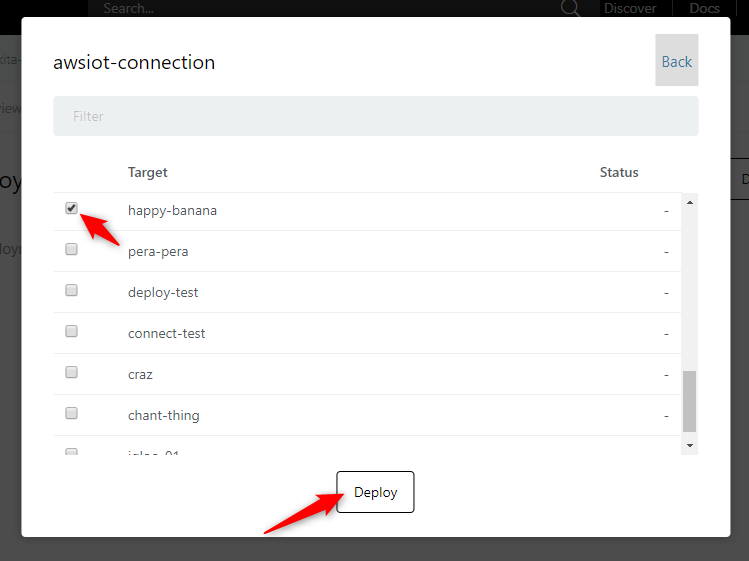 Search...
Discover
Docs
awsiot-connection
Back
Filter
Target Status
happy-banana -
pera-pera -
deploy-test -
connect-test -
craz -
chant-thing -
Deploy